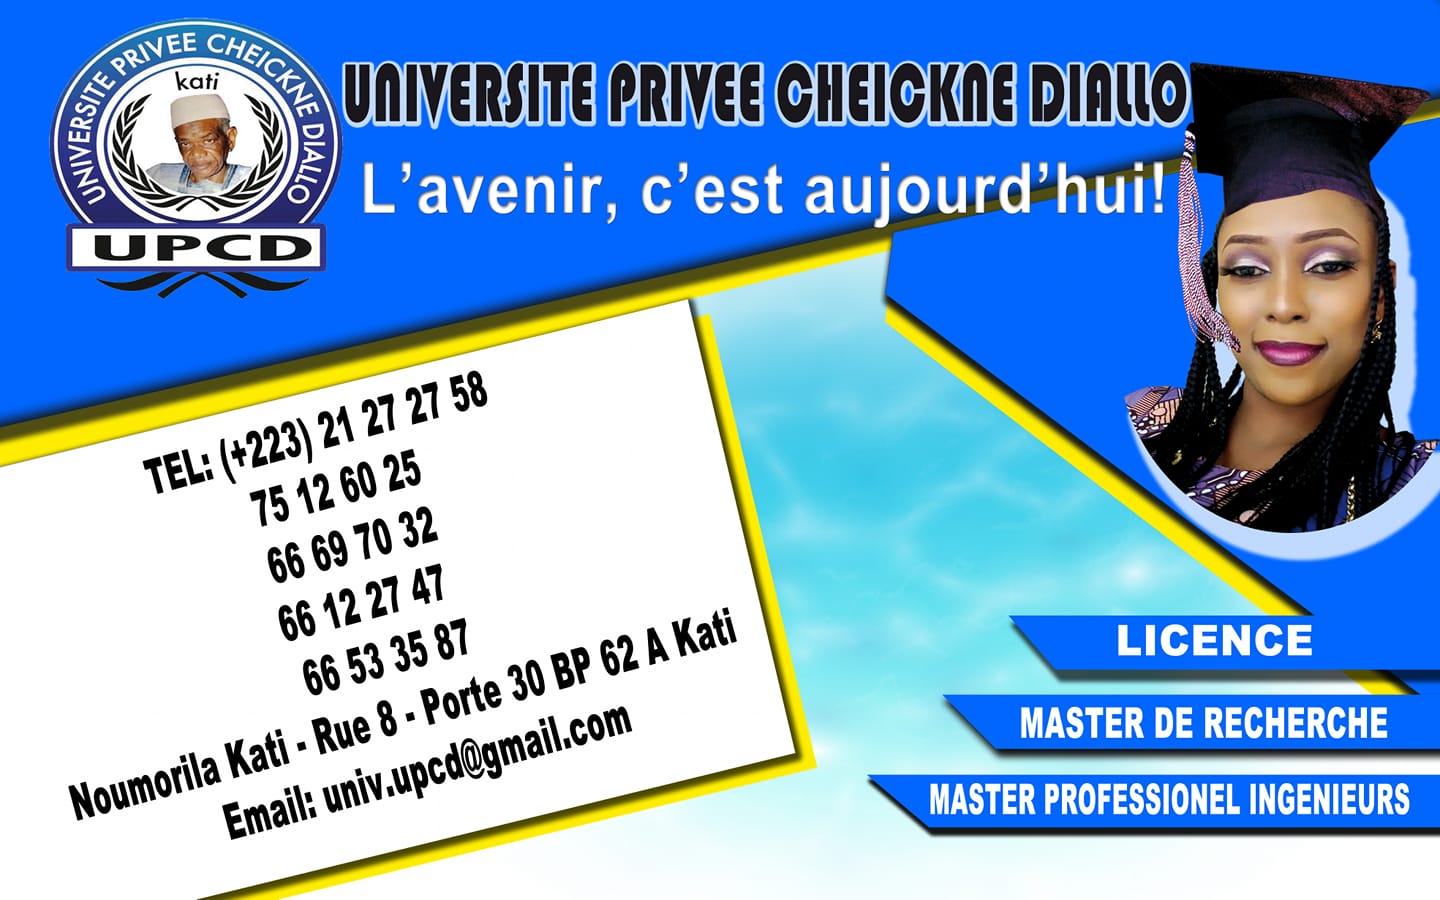 UNIVERSITE PRIVEE CHEICKNE DIALLO
kati
UPCD
UNIVERSITE PRIVEE CHEICKNE DIALLO
L'avenir, c'est aujourd'hui!
TEL: (+223) 21 27 27 58
75 12 60 25
66 69 70 32
66 12 27 47
66 53 35 87
Noumorila Kati - Rue 8 - Porte 30 BP 62 A Kati
Email: univ.upcd@gmail.com
LICENCE
MASTER DE RECHERCHE
MASTER PROFESSIONEL INGENIEURS